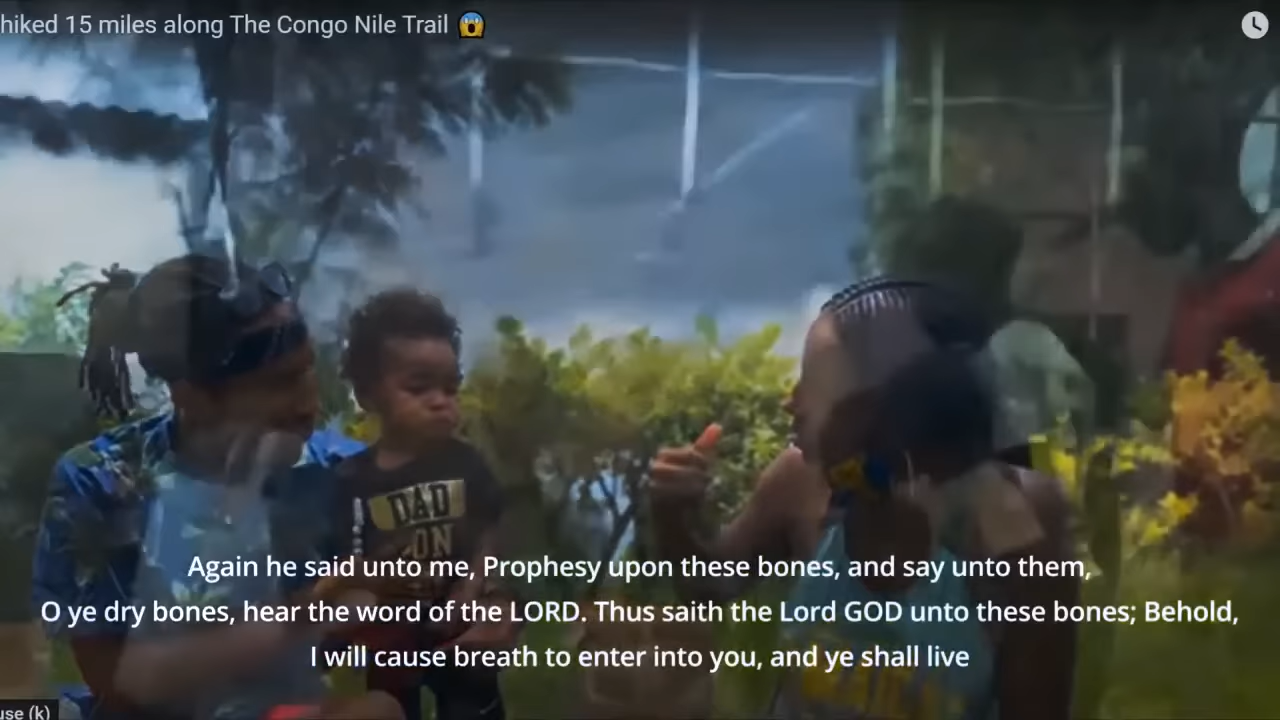 hiked 15 miles along The Congo Nile Trail 😱
DAD
ON
Again he said unto me, Prophesy upon these bones, and say unto them,
O ye dry bones, hear the word of the LORD. Thus saith the Lord GOD unto these bones; Behold,
I will cause breath to enter into you, and ye shall live
use (k)